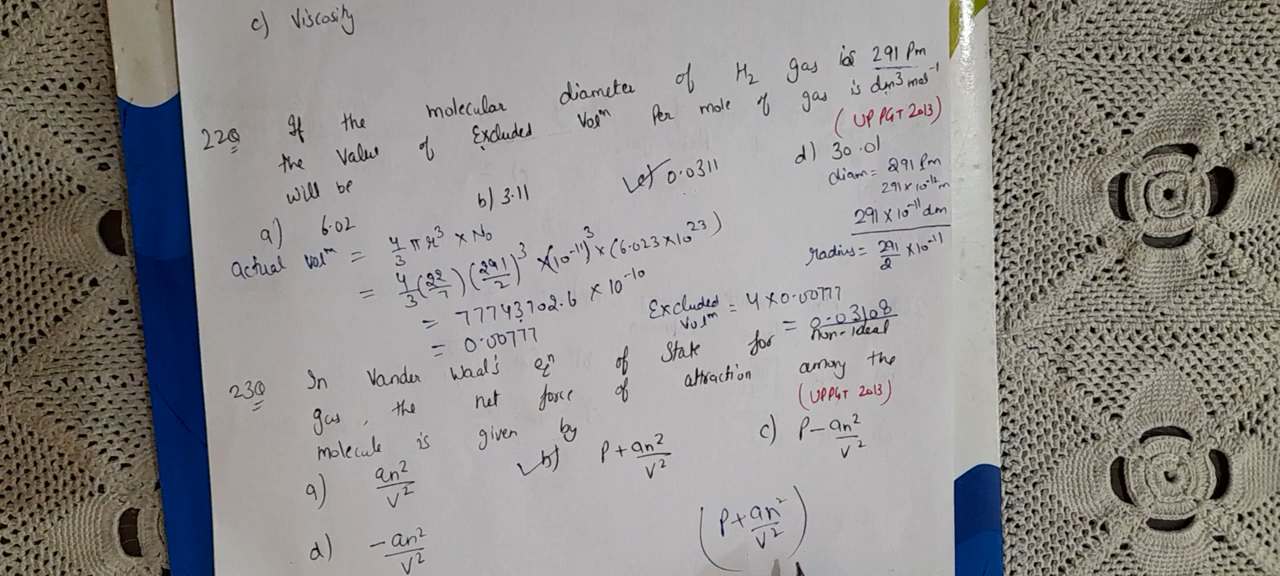 c) Viscosity
22Q If the molecular diameter of H₂ gas is 291 Pm
the value of Excluded Volᵐ Per mole of gas is dm³ mol⁻¹
will be (UP PGT 2013)
a) 6.02 b) 3.11 c) 0.0311 d) 30.01
diam = 291 Pm
291 × 10⁻¹² m
291 × 10⁻¹¹ dm
radius = 291/2 × 10⁻¹¹
Actual Volᵐ = 4/3 π r³ × N₀
= 4/3 (22/7) (291/2)³ × (10⁻¹¹)³ × (6.023 × 10²³)
= 77743702.6 × 10⁻¹⁰
= 0.00777
Excluded Volᵐ = 4 × 0.00777
= 0.03108
23Q In Vander Waal's eqⁿ of State for non-ideal
gas, the net force of attraction among the
molecule is given by (UPPGT 2013)
a) an²/V² b) P + an²/V² c) P − an²/V²
d) − an²/V²
(P + an²/V²)